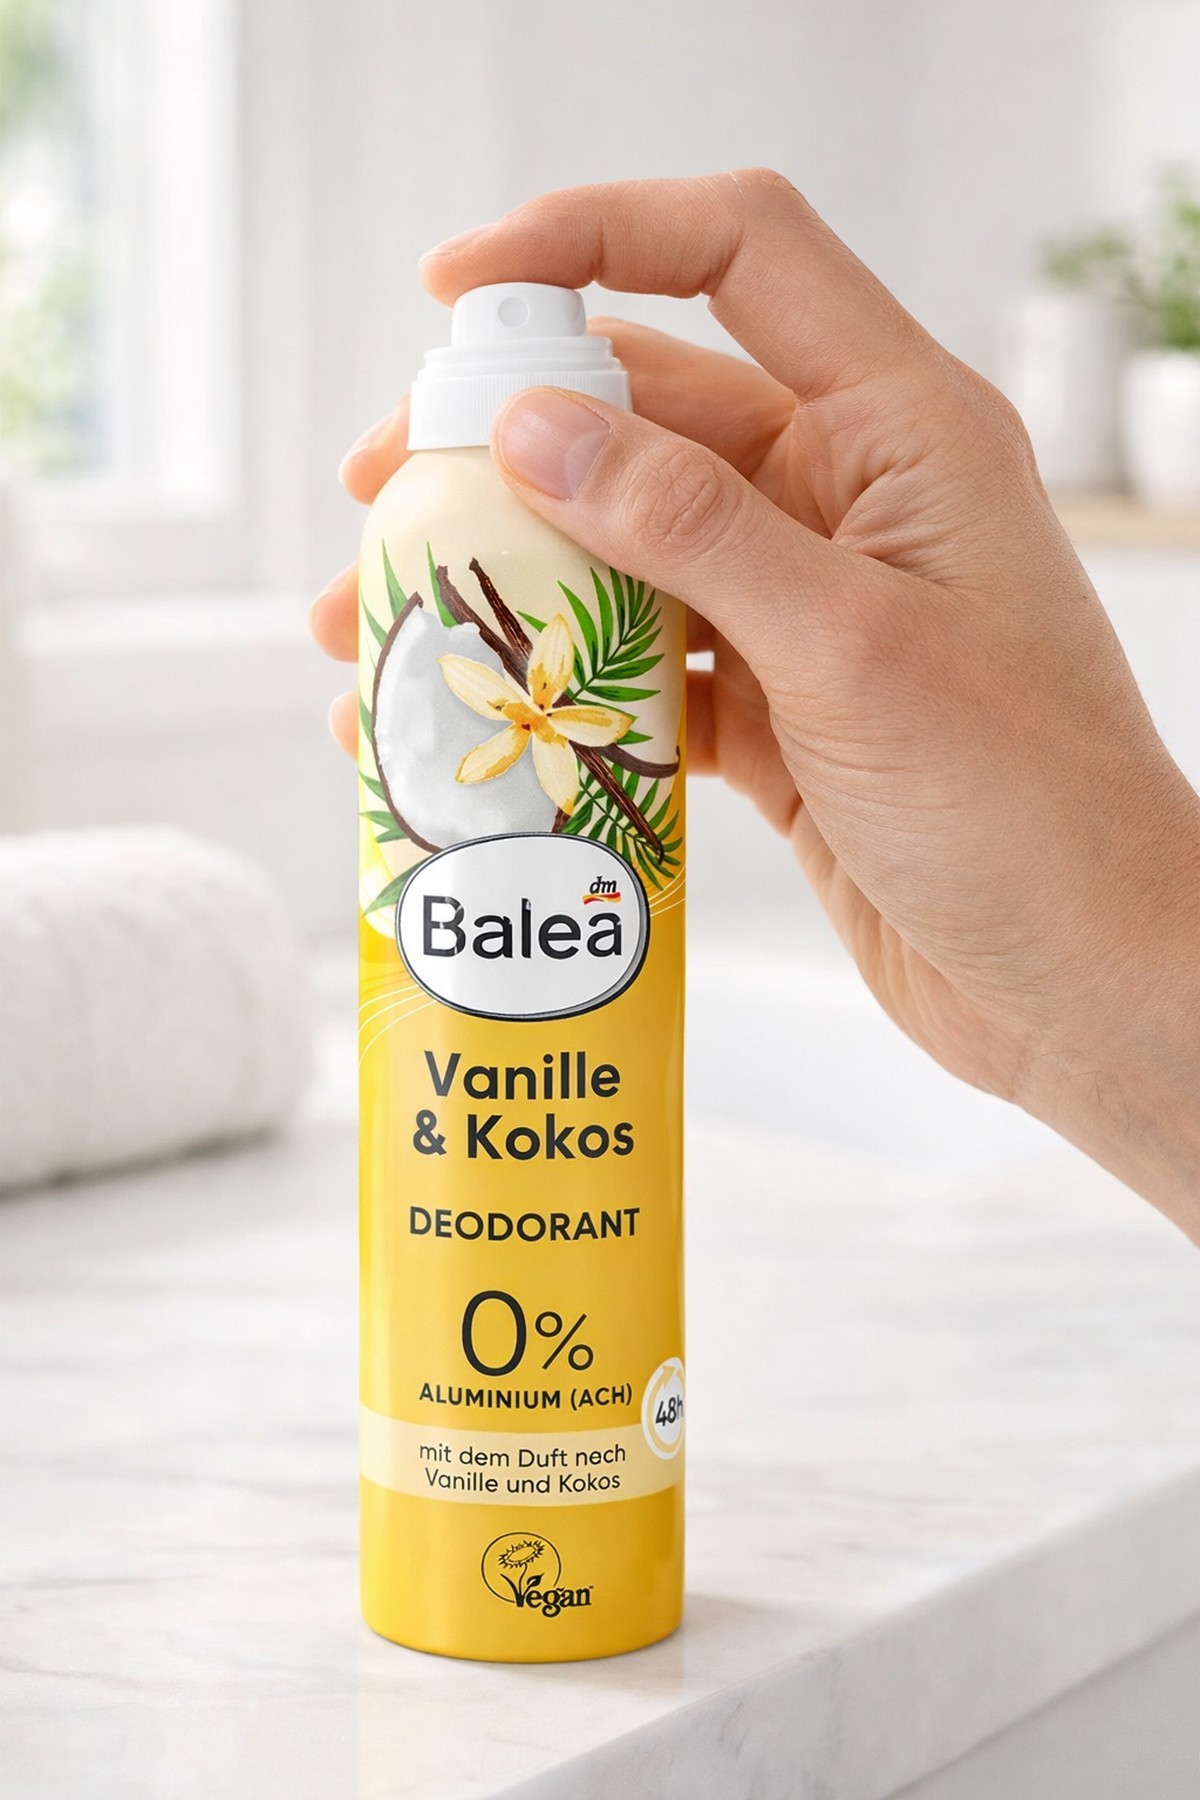 dm
Balea
Vanille
& Kokos
DEODORANT
0%
ALUMINIUM (ACH)
48h
mit dem Duft nech
Vanille und Kokos
Vegan